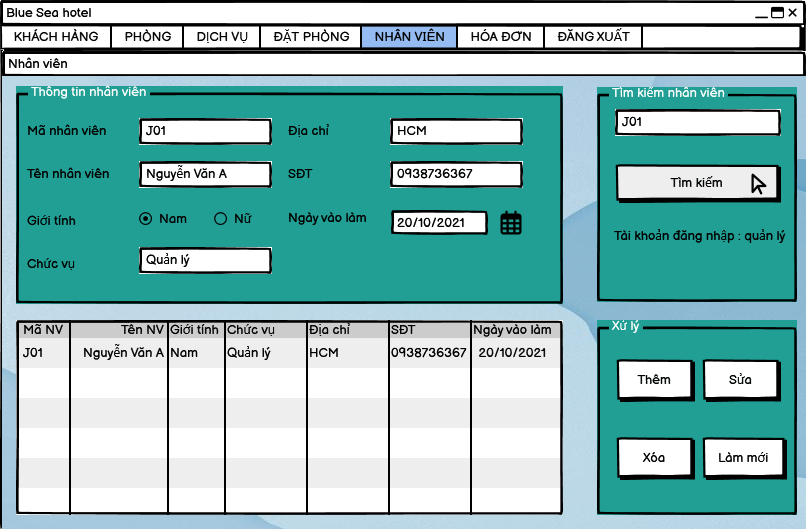 Blue Sea hotel
KHÁCH HÀNG PHÒNG DỊCH VỤ ĐẶT PHÒNG NHÂN VIÊN HÓA ĐƠN ĐĂNG XUẤT
Nhân viên
Thông tin nhân viên
Mã nhân viên J01 Địa chỉ HCM
Tên nhân viên Nguyễn Văn A SĐT 0938736367
Giới tính Nam Nữ Ngày vào làm 20/10/2021
Chức vụ Quản lý
Tìm kiếm nhân viên
J01
Tìm kiếm
Tài khoản đăng nhập : quản lý
Mã NV Tên NV Giới tính Chức vụ Địa chỉ SĐT Ngày vào làm
J01 Nguyễn Văn A Nam Quản lý HCM 0938736367 20/10/2021
Xử lý
Thêm Sửa
Xóa Làm mới